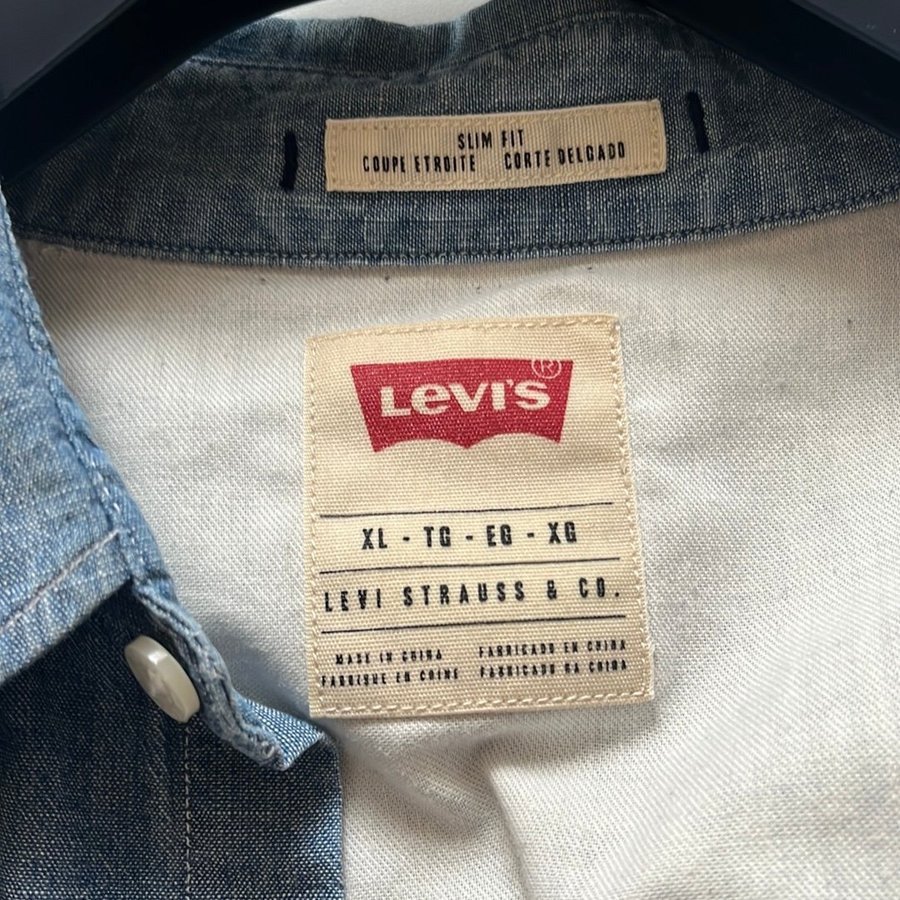 SLIM FIT
COUPE ETROITE CORTE DELGADO
LEVI'S ®
XL - TG - EG - XG
LEVI STRAUSS & CO.
MADE IN CHINA FABRICADO EN CHINA
FABRIQUE EN CHINE FABRICADO NA CHINA